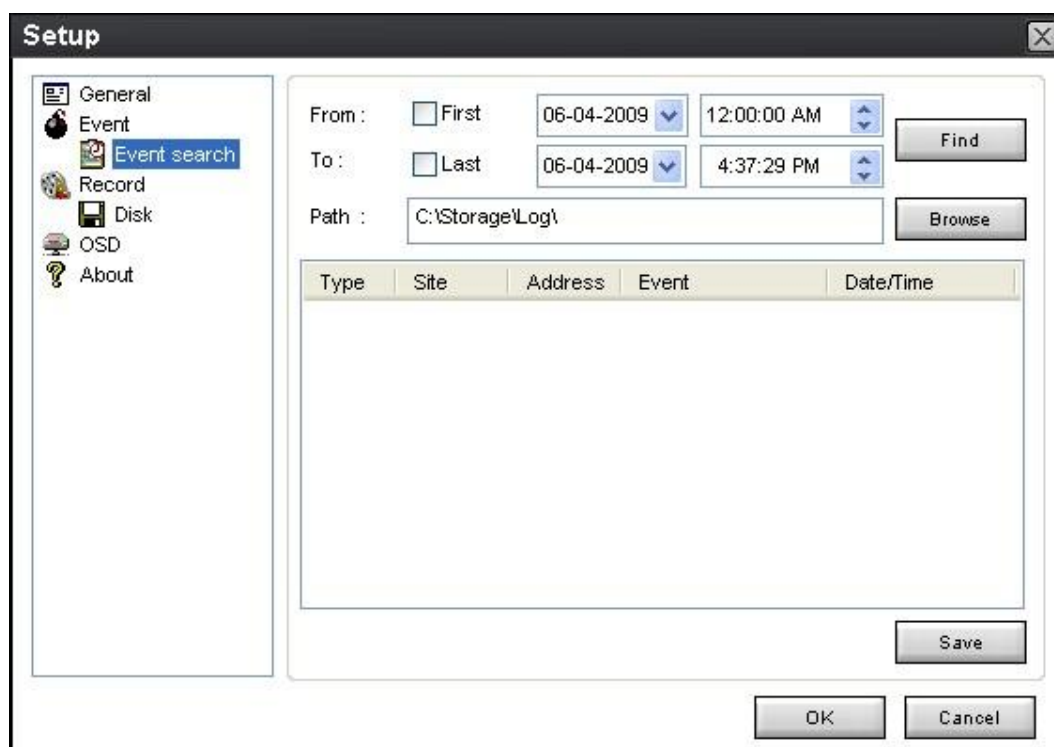 Setup
General
Event
Event search
Record
Disk
OSD
About
From : First 06-04-2009 12:00:00 AM Find
To : Last 06-04-2009 4:37:29 PM
Path : C:\Storage\Log\ Browse
Type Site Address Event Date/Time
Save
OK Cancel